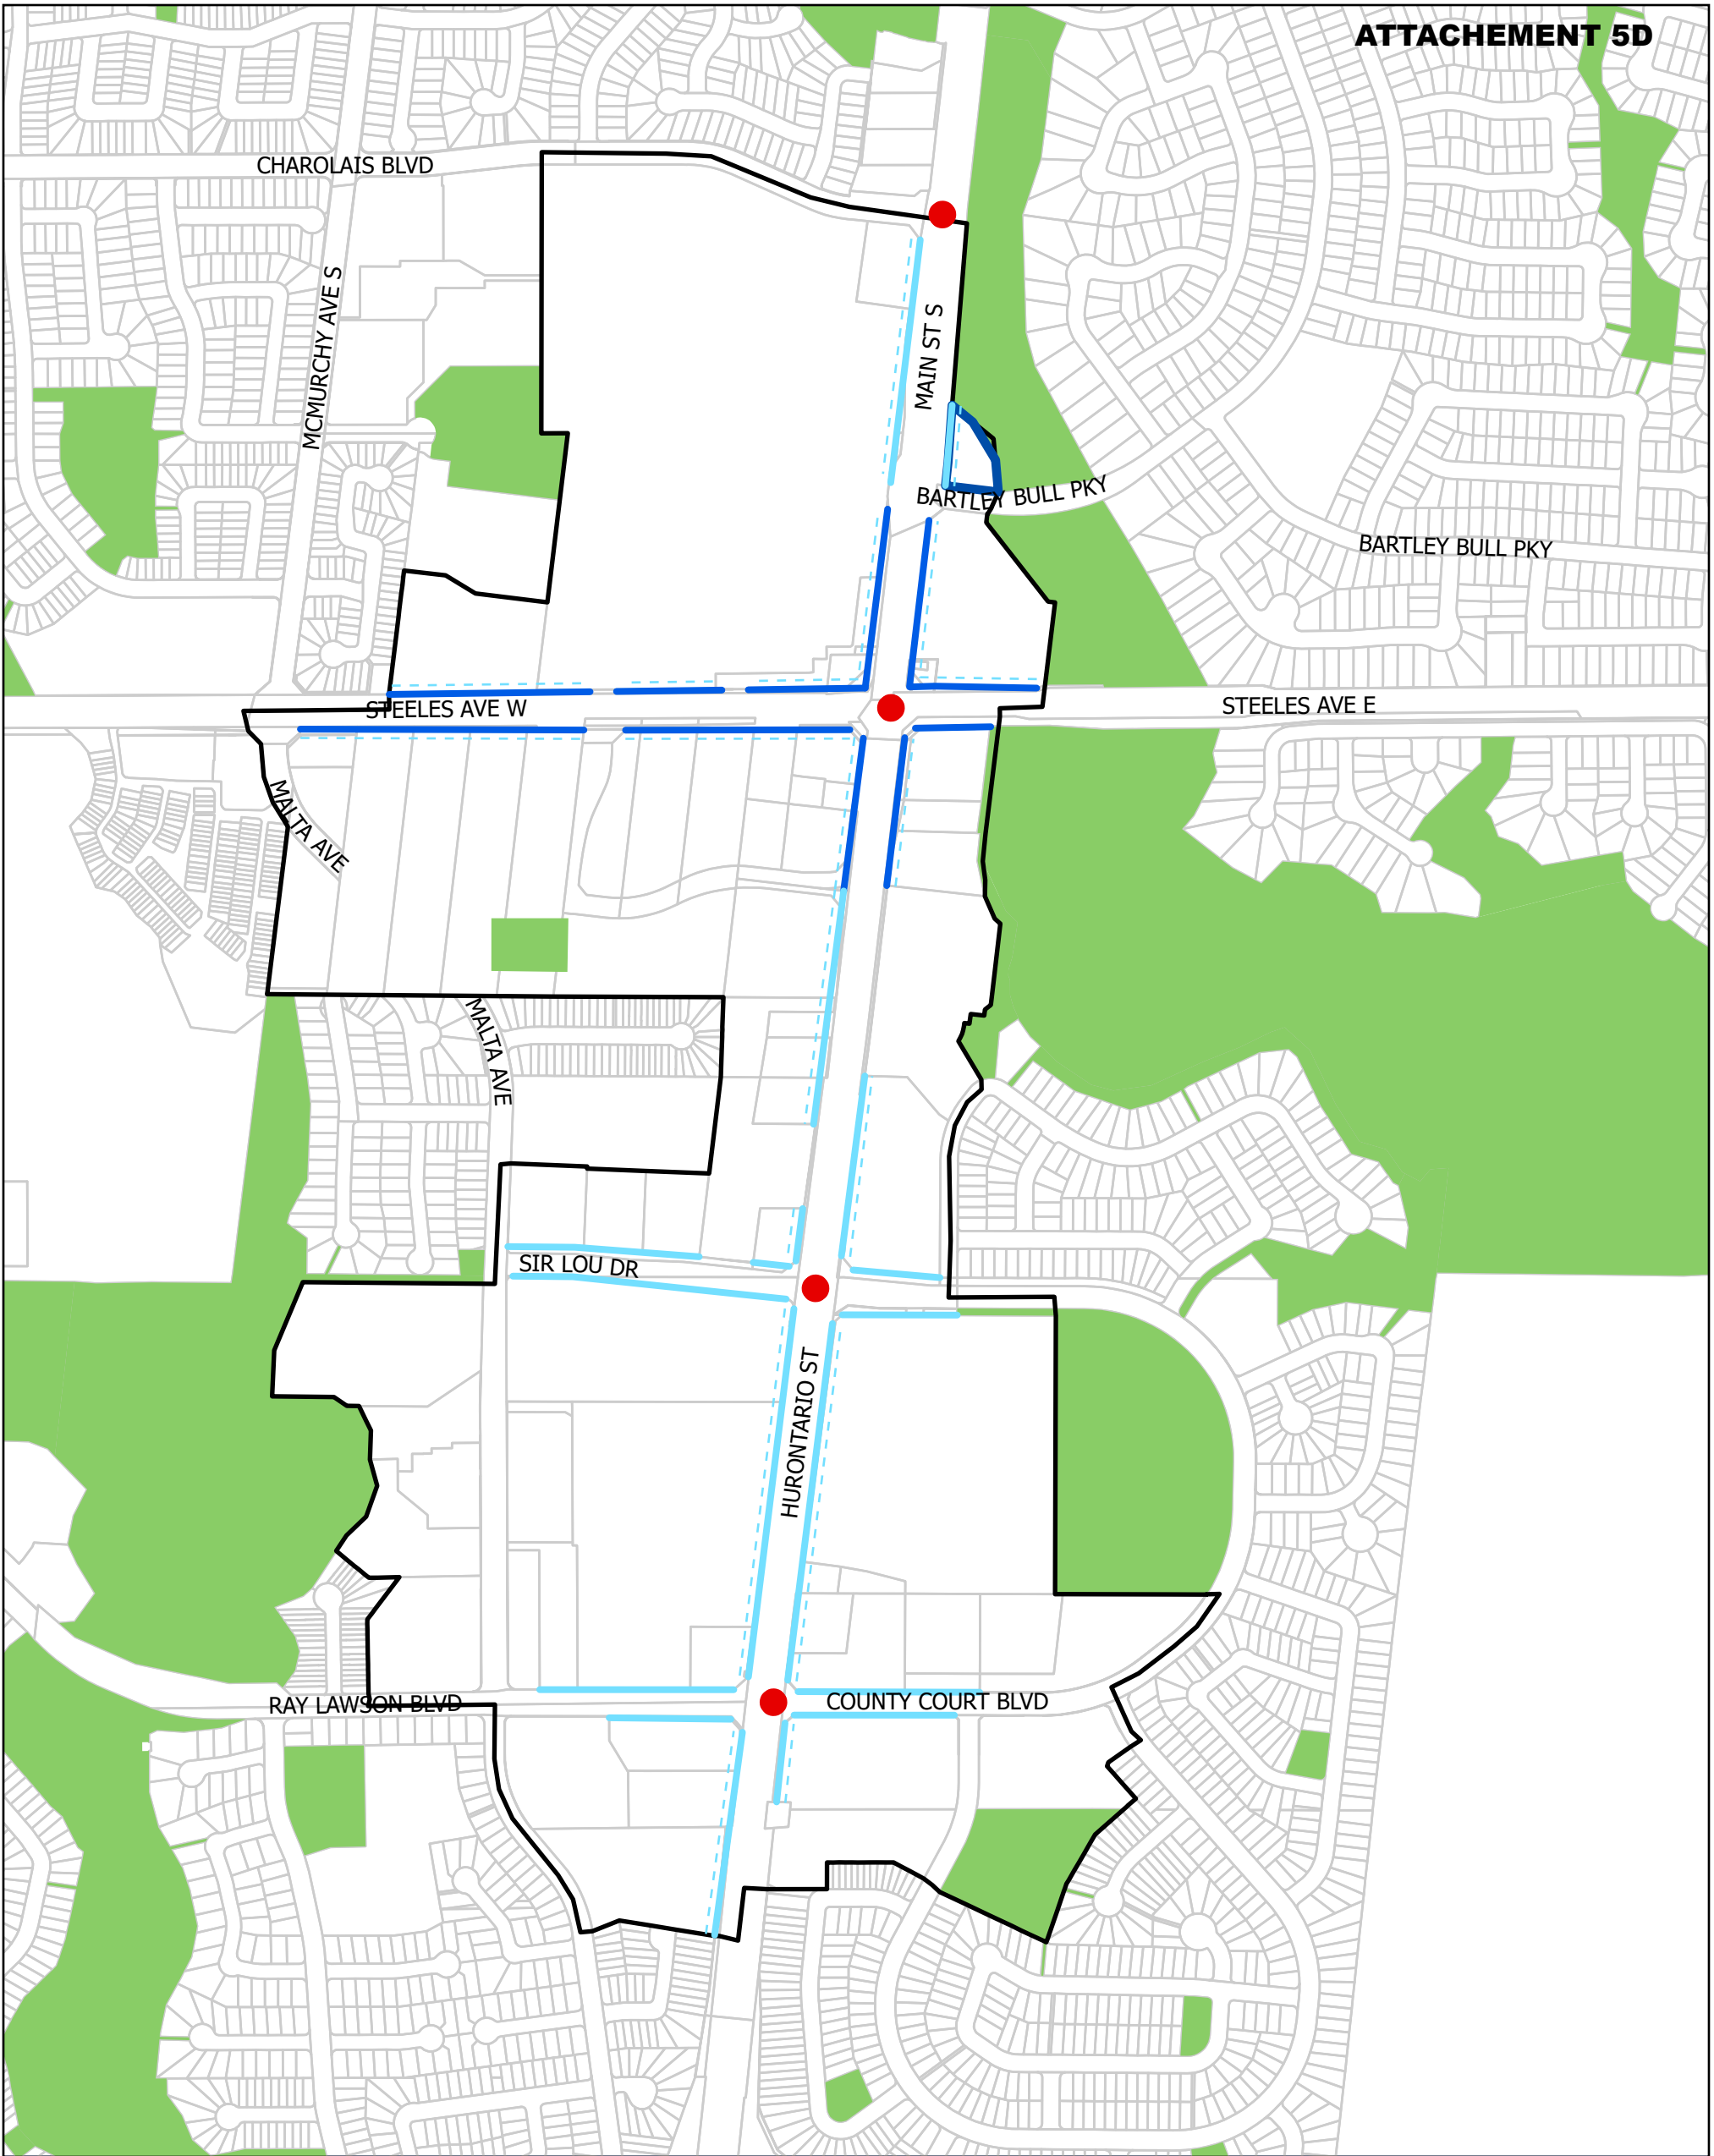 ATTACHEMENT 5D
CHAROLAIS BLVD
MCMURCHY AVE S
MAIN ST S
BARTLEY BULL PKY
BARTLEY BULL PKY
STEELES AVE W
STEELES AVE E
MALTA AVE
MALTA AVE
SIR LOU DR
HURONTARIO ST
RAY LAWSON BLVD
COUNTY COURT BLVD